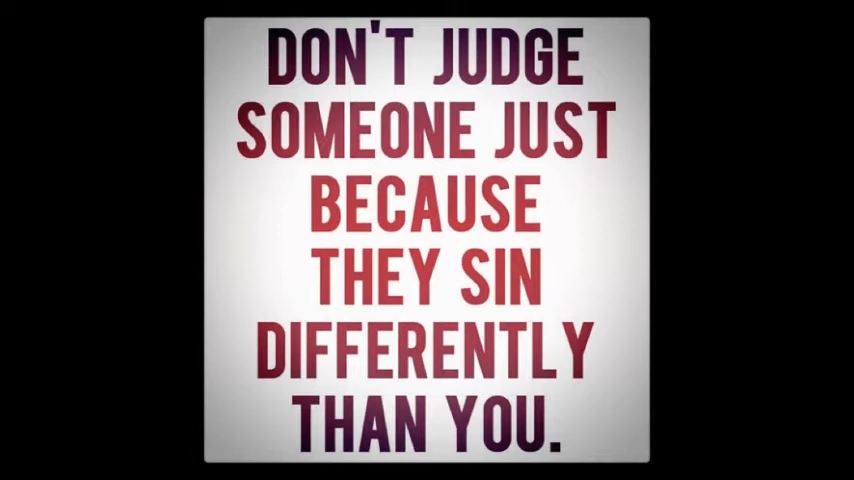 DON'T JUDGE
SOMEONE JUST
BECAUSE
THEY SIN
DIFFERENTLY
THAN YOU.